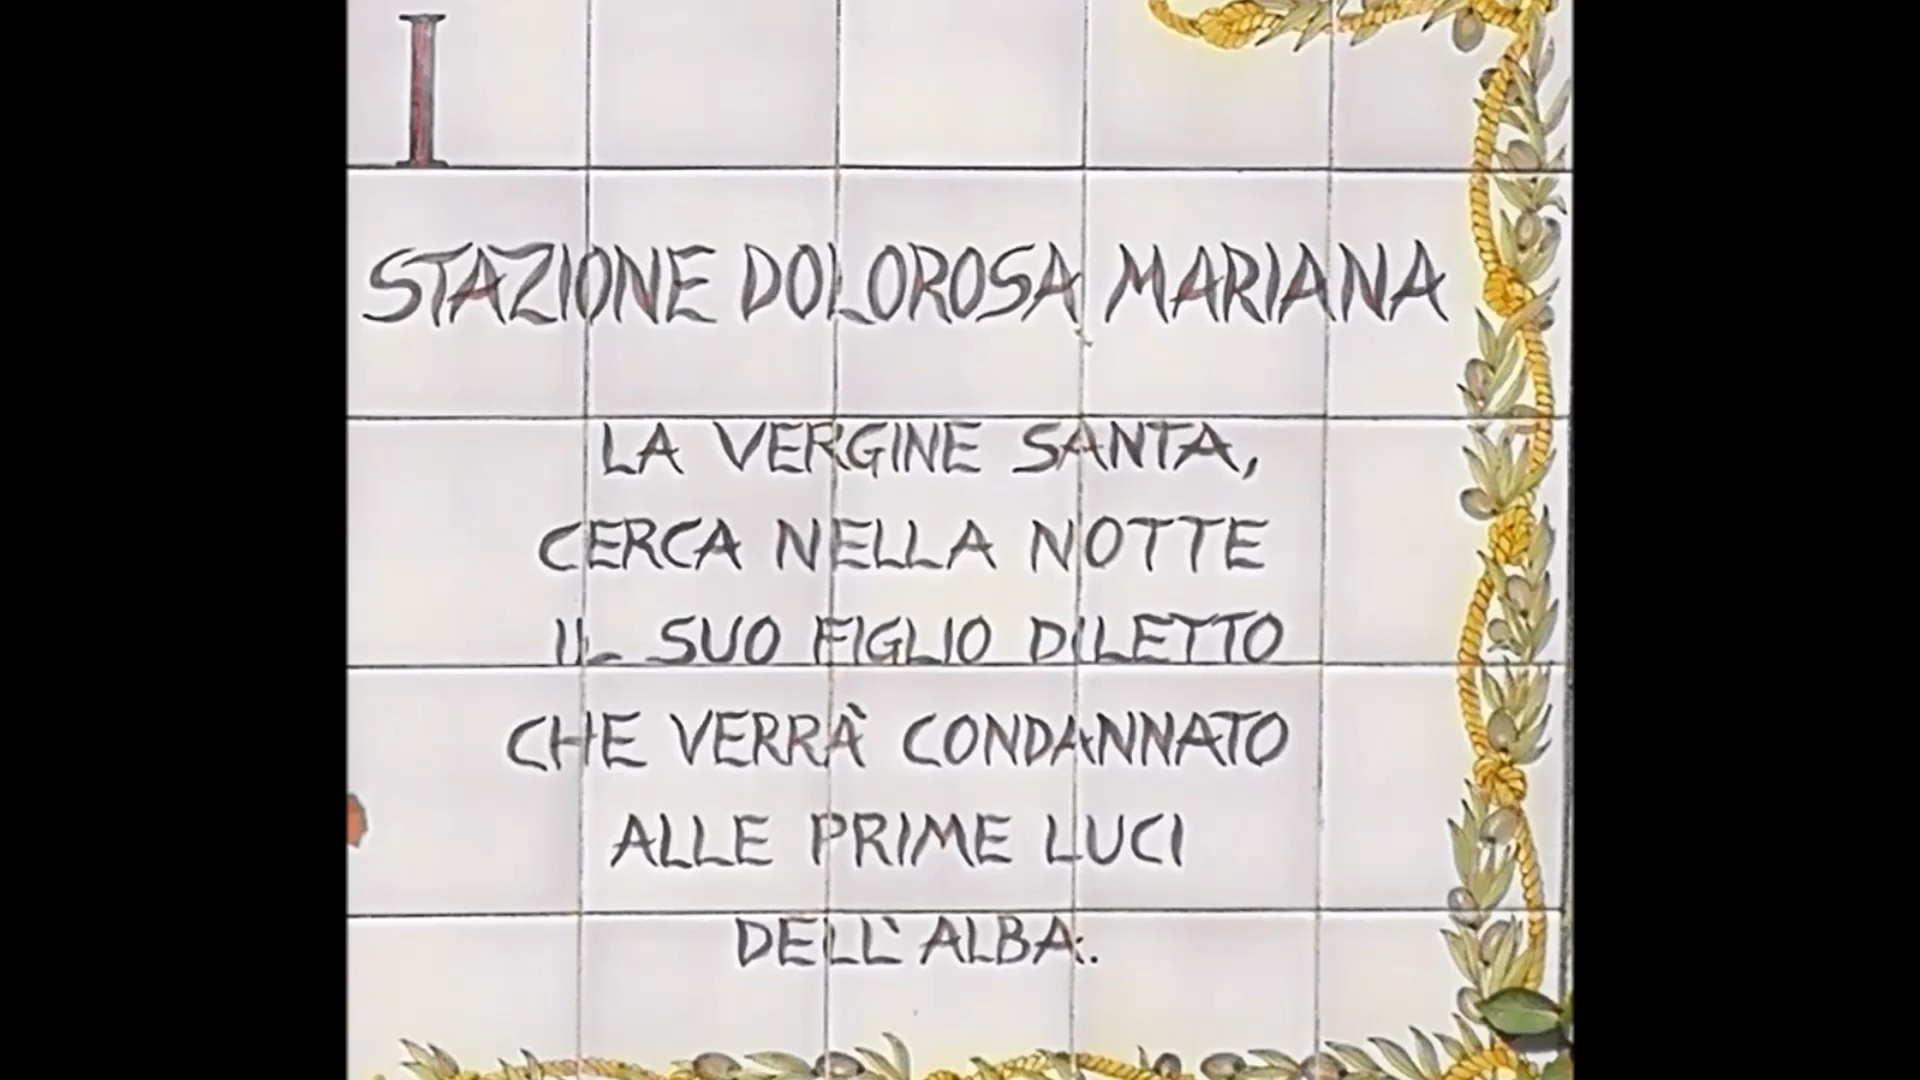 I
STAZIONE DOLOROSA MARIANA
LA VERGINE SANTA,
CERCA NELLA NOTTE
IL SUO FIGLIO DILETTO
CHE VERRÀ CONDANNATO
ALLE PRIME LUCI
DELL'ALBA.